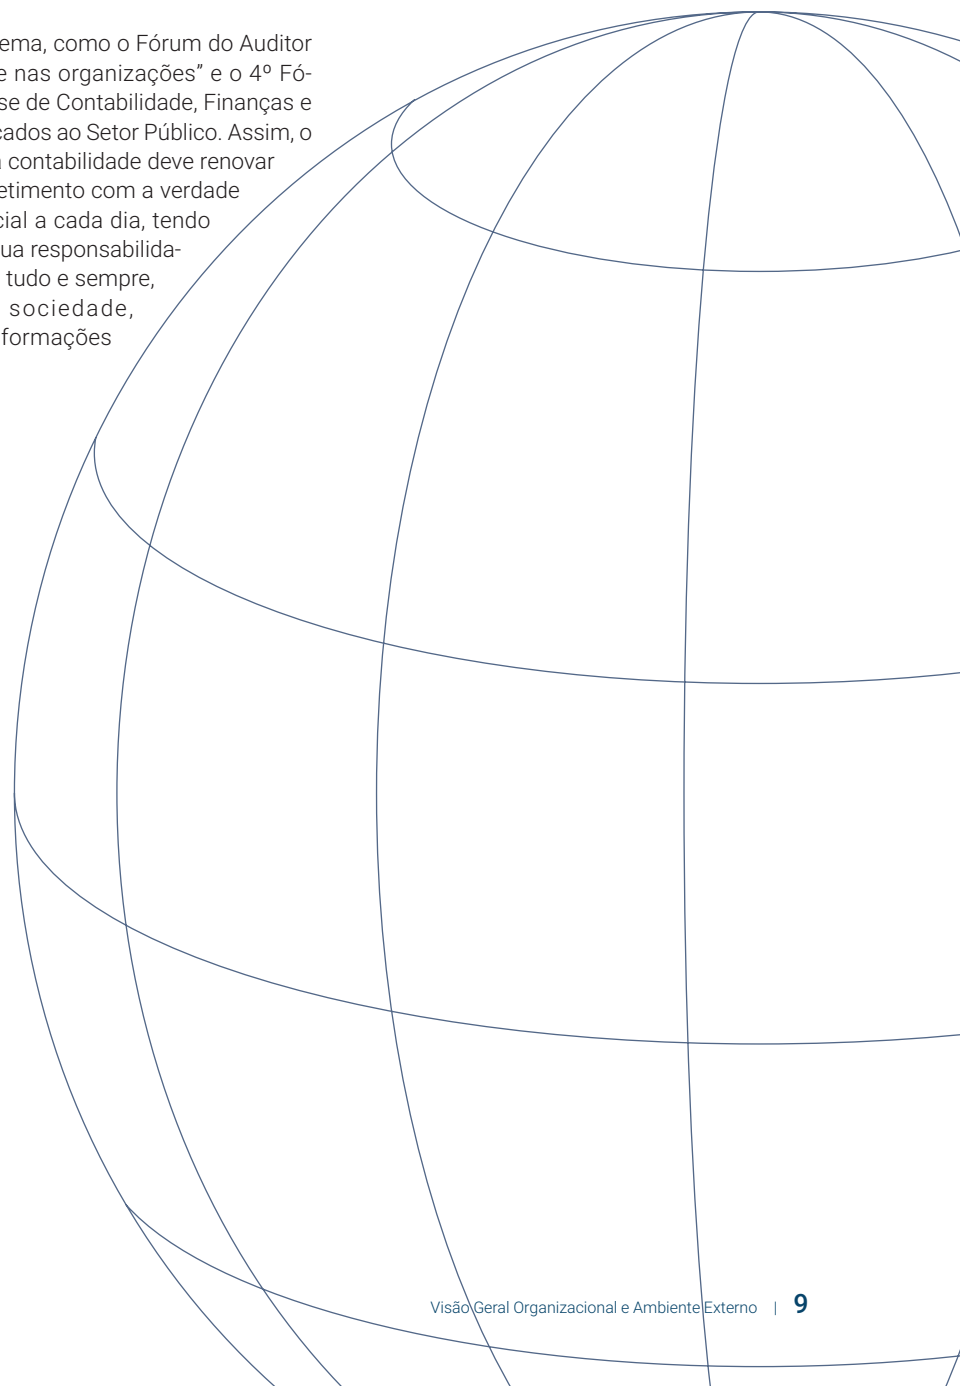 ema, como o Fórum do Auditor
e nas organizações” e o 4º Fó-
se de Contabilidade, Finanças e
cados ao Setor Público. Assim, o
a contabilidade deve renovar
etimento com a verdade
cial a cada dia, tendo
ua responsabilida-
tudo e sempre,
sociedade,
formações
Visão Geral Organizacional e Ambiente Externo | 9